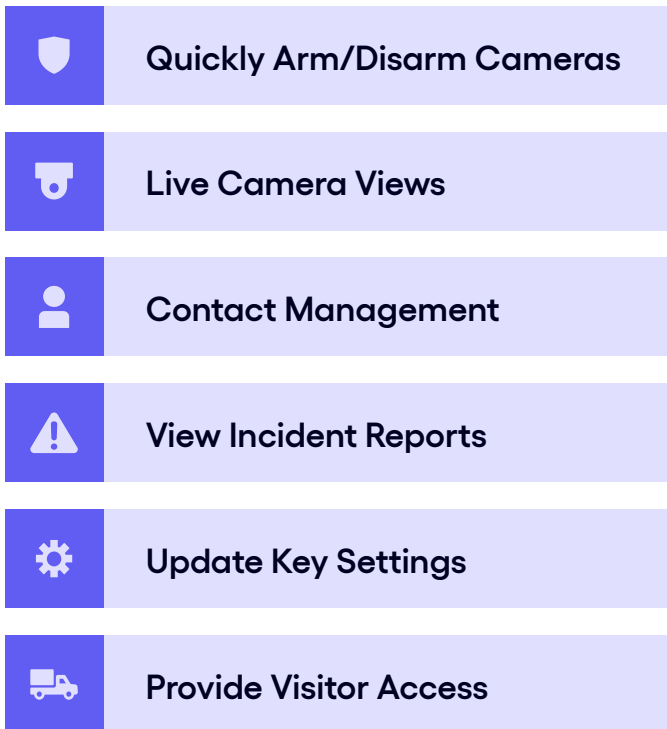 Quickly Arm/Disarm Cameras
Live Camera Views
Contact Management
View Incident Reports
Update Key Settings
Provide Visitor Access